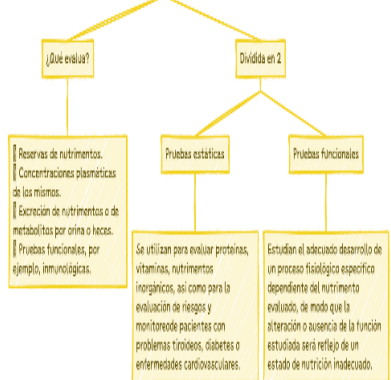 ¿Qué evalua?
Dividida en 2
Reservas de nutrimentos.
Concentraciones plasmáticas
de los mismos.
Excreción de nutrimentos o de
metabolitos por orina o heces.
Pruebas funcionales, por
ejemplo, inmunológicas.
Pruebas estáticas
Pruebas funcionales
Se utilizan para evaluar proteínas,
vitaminas, nutrimentos
inorgánicos, asi como para la
evaluación de riesgos y
monitoreode pacientes con
problemas tiroideos, diabetes o
enfermedades cardiovasculares.
Estudian el adecuado desarrollo de
un proceso fisiológico específico
dependiente del nutrimento
evaluado, de modo que la
alteración o ausencia de la función
estudiada será reflejo de un
estado de nutrición inadecuado.